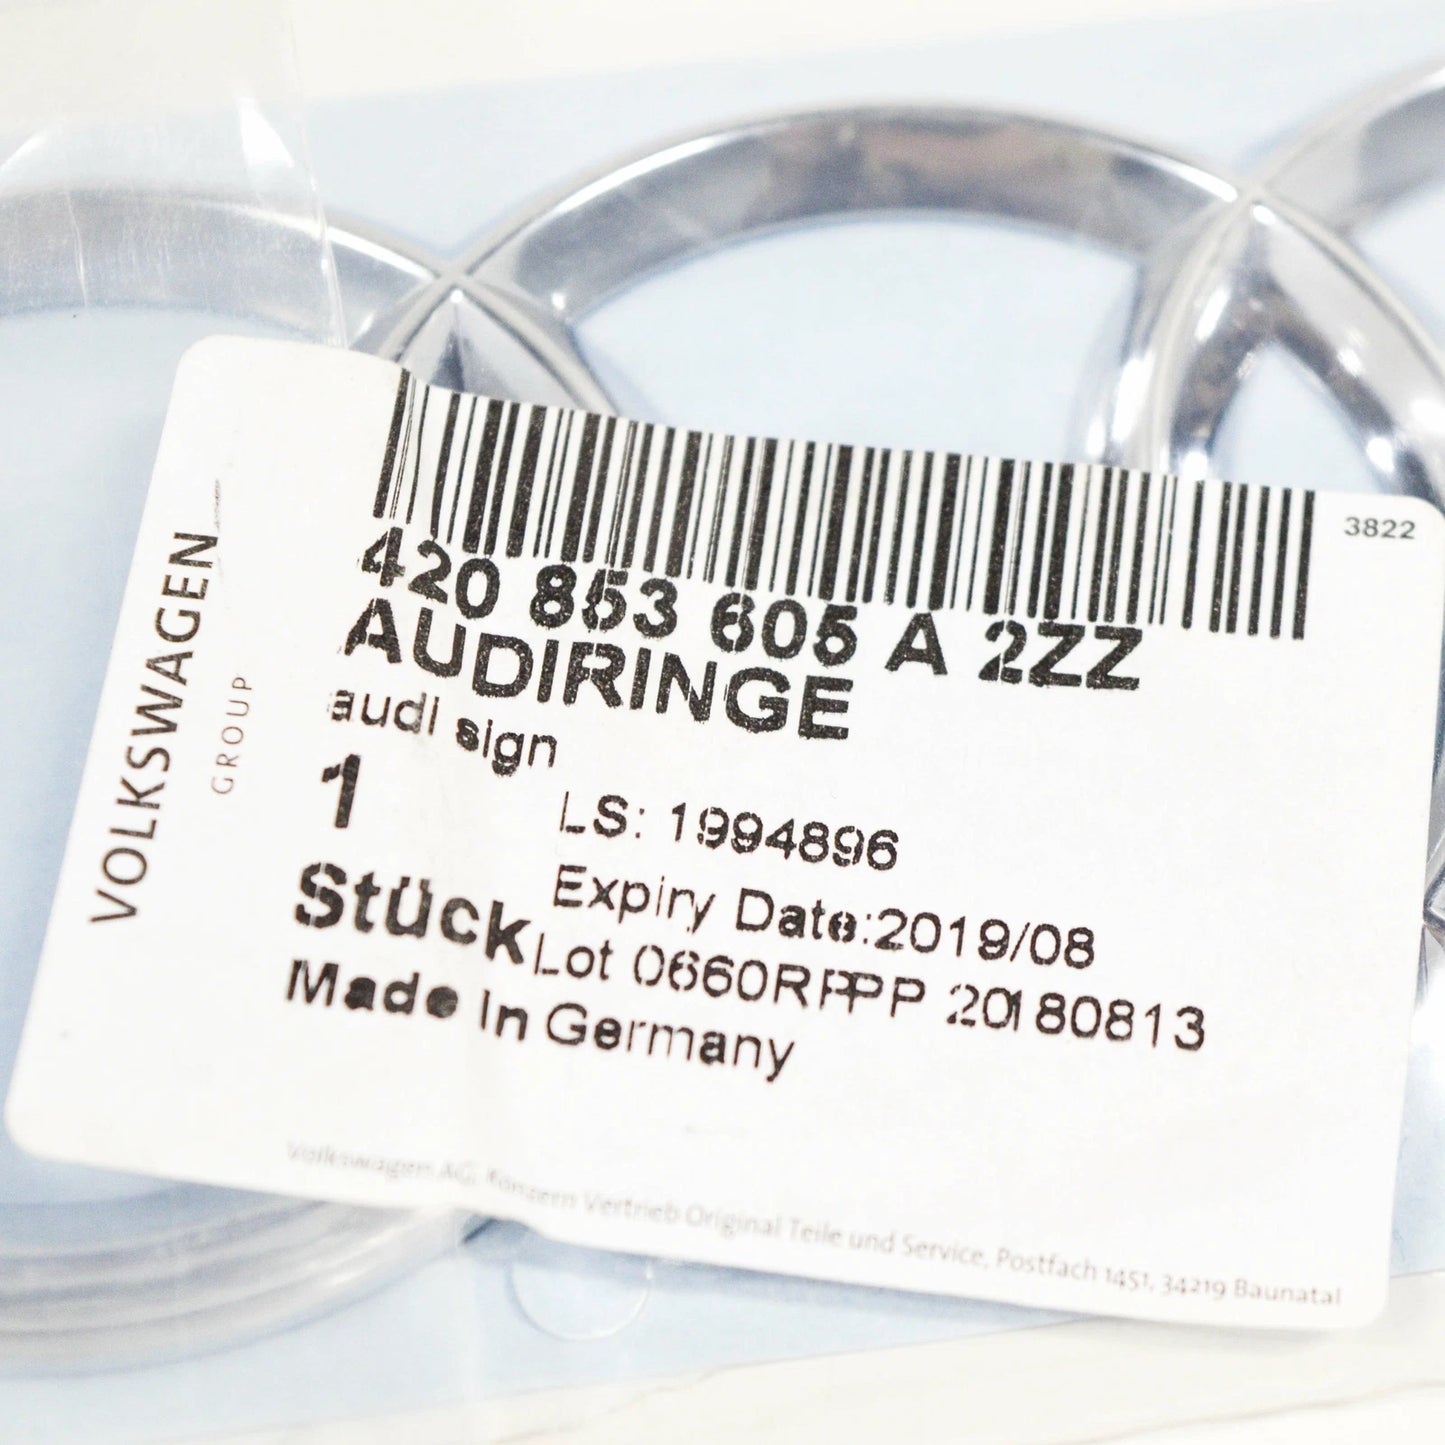 3822
VOLKSWAGEN
GROUP
420 853 605 A 2ZZ
AUDIRINGE
audi sign
1
LS: 1994896
Stück
Expiry Date:2019/08
Lot 0660RPPP 20180813
Made In Germany
Volkswagen AG, Konzern Vertrieb Original Teile und Service, Postfach 1451, 34219 Baunatal